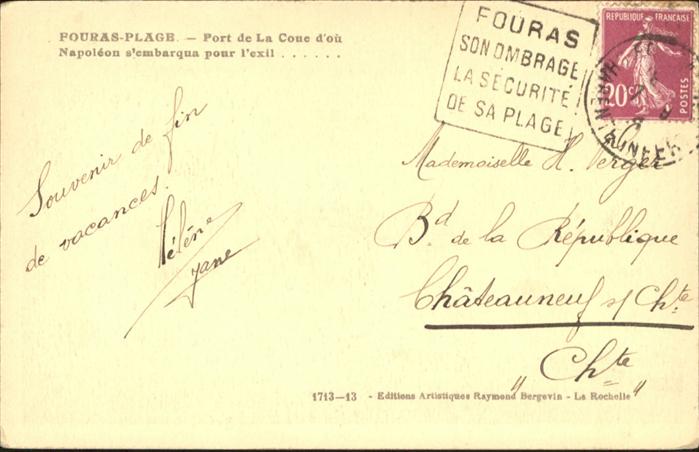 FOURAS-PLAGE. — Port de La Coue d'où
Napoléon s'embarqua pour l'exil . . . . . .
FOURAS
SON OMBRAGE
LA SÉCURITÉ
DE SA PLAGE
REPUBLIQUE FRANÇAISE
20c
POSTES
Souvenir de fin
de vacances.
Hélène
Jane
Mademoiselle H. Verger
Bd de la République
Châteauneuf s/ Chte
"Chte"
1713—13 - Editions Artistiques Raymond Bergevin - La Rochelle